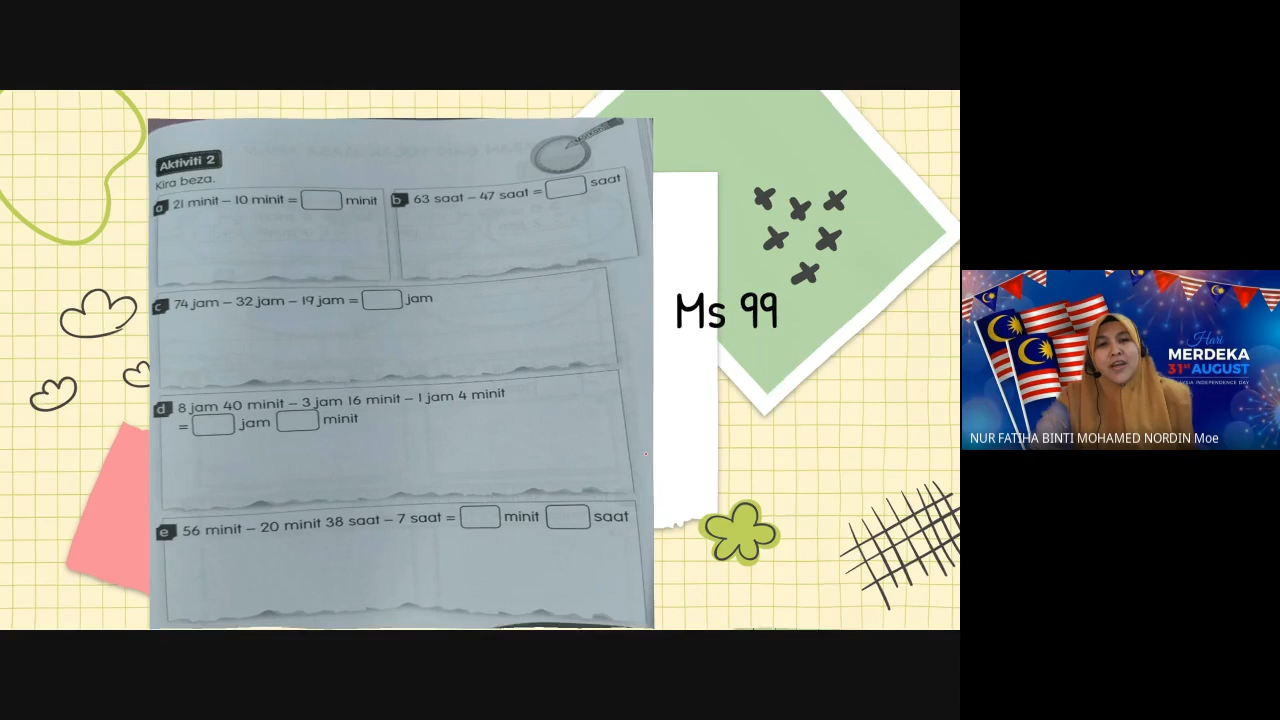 Aktiviti 2
Kira beza.
a 21 minit – 10 minit = minit
b 63 saat – 47 saat = saat
c 74 jam – 32 jam – 19 jam = jam
d 8 jam 40 minit – 3 jam 16 minit – 1 jam 4 minit
= jam minit
e 56 minit – 20 minit 38 saat – 7 saat = minit saat
Ms 99
Hari
MERDEKA
31ST AUGUST
INDEPENDENCE DAY
NUR FATIHA BINTI MOHAMED NORDIN Moe